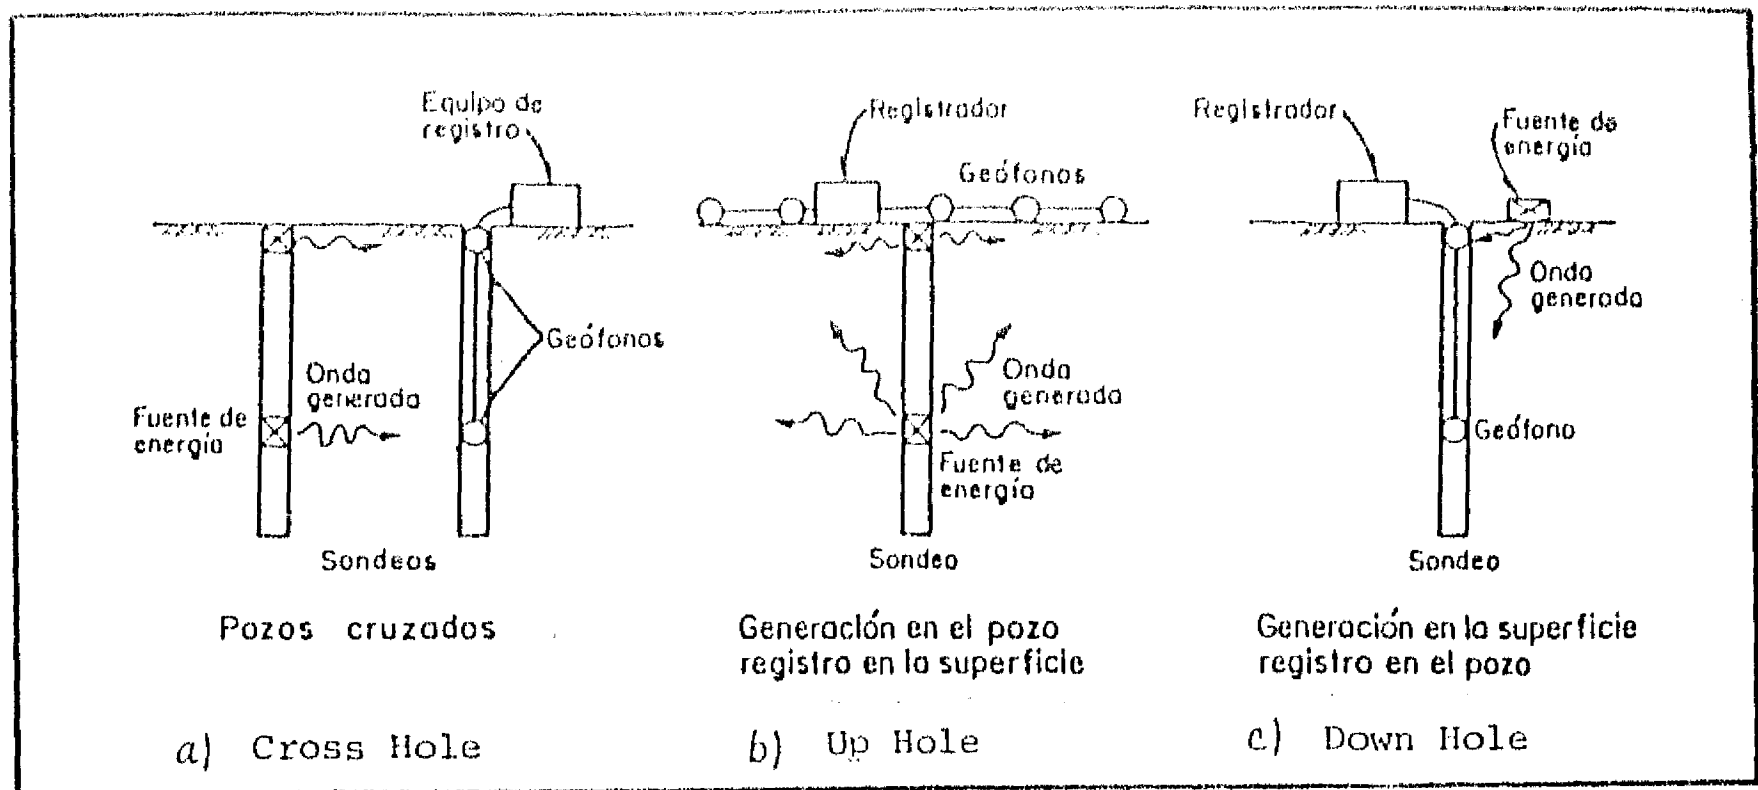 Equipo de
registro
Geófonos
Onda
generada
Fuente de
energía
Sondeos
Pozos cruzados
a) Cross Hole
Registrador
Geófonos
Onda
generada
Fuente de
energía
Sondeo
Generación en el pozo
registro en la superficie
b) Up Hole
Registrador
Fuente de
energía
Onda
generada
Geófono
Sondeo
Generación en la superficie
registro en el pozo
c) Down Hole